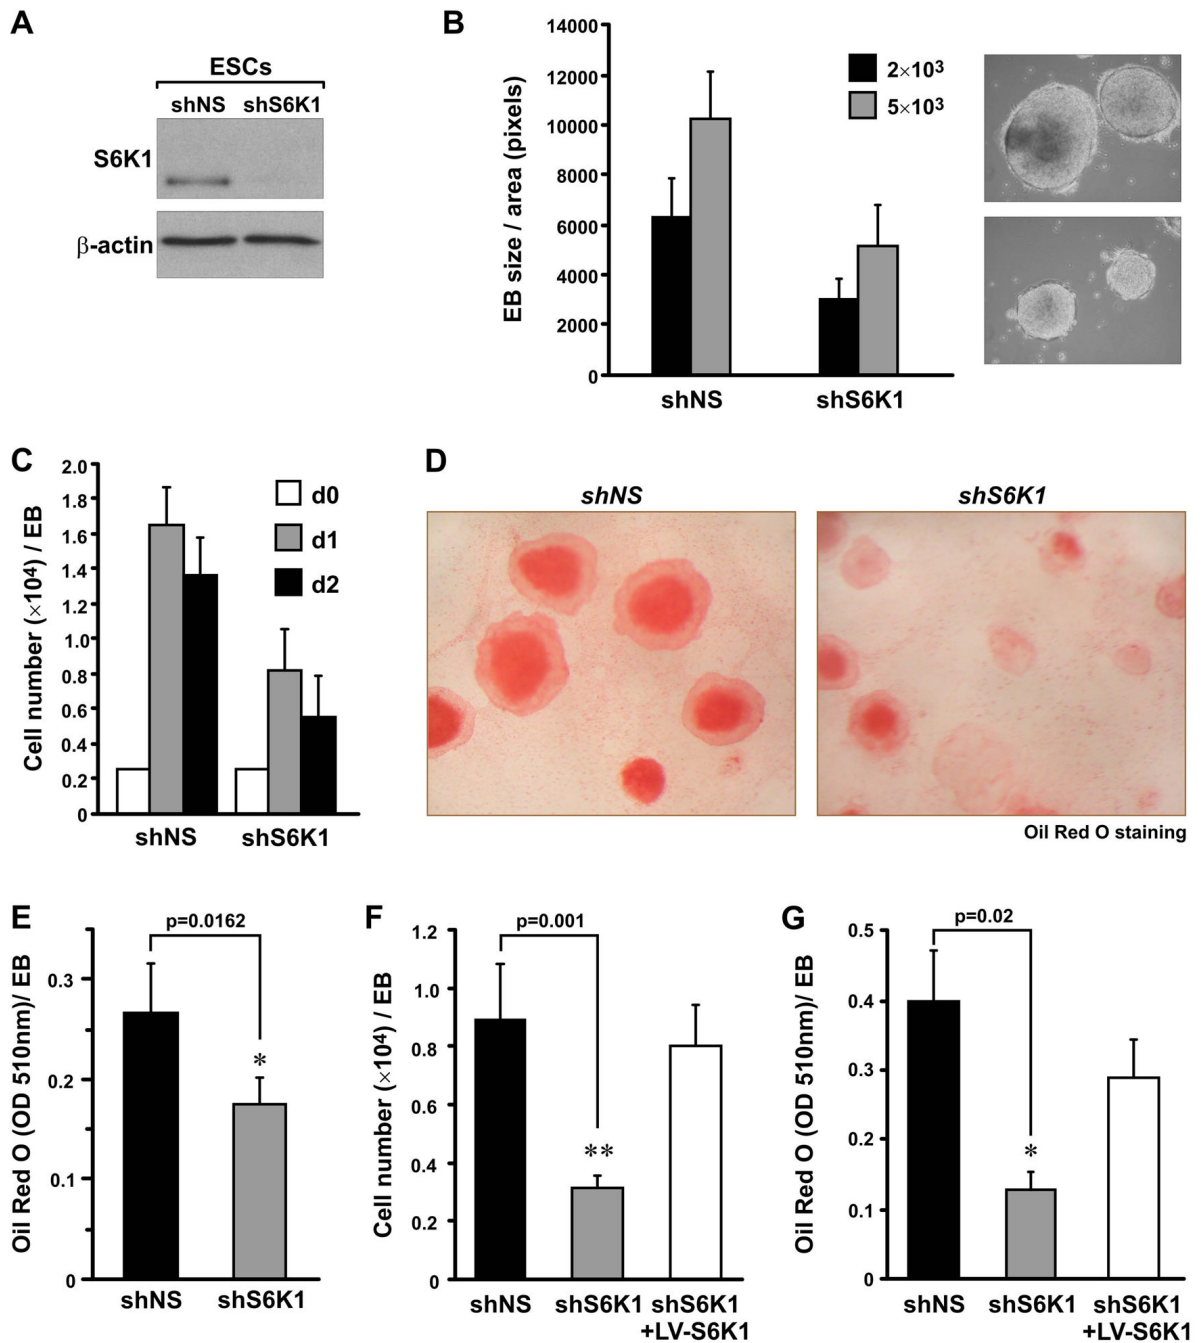 A
ESCs
shNS shS6K1
S6K1
β-actin
B
EB size / area (pixels)
14000
12000
10000
8000
6000
4000
2000
0
2×10³
5×10³
shNS shS6K1
C
Cell number (×10⁴) / EB
2.0
1.8
1.6
1.4
1.2
1.0
0.8
0.6
0.4
0.2
0
d0
d1
d2
shNS shS6K1
D
shNS shS6K1
Oil Red O staining
E
Oil Red O (OD 510nm)/ EB
p=0.0162
0.3
0.2
0.1
0
*
shNS shS6K1
F
Cell number (×10⁴) / EB
p=0.001
1.2
1.0
0.8
0.6
0.4
0.2
0
**
shNS shS6K1 shS6K1
+LV-S6K1
G
Oil Red O (OD 510nm)/ EB
p=0.02
0.5
0.4
0.3
0.2
0.1
0
*
shNS shS6K1 shS6K1
+LV-S6K1